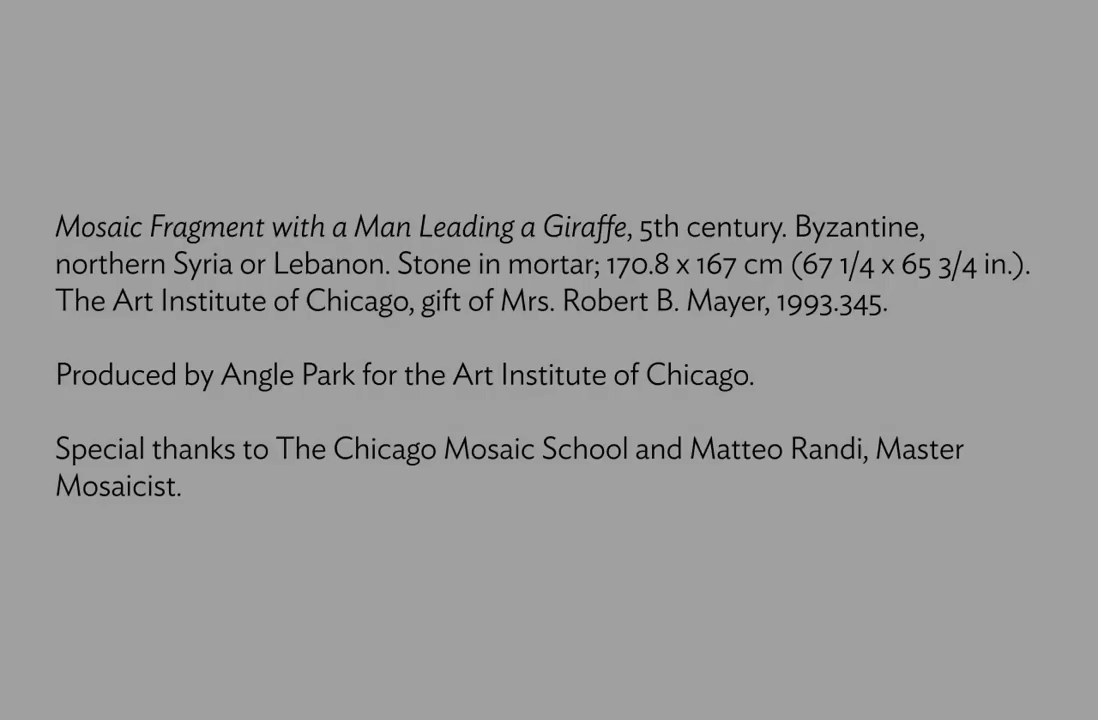 Mosaic Fragment with a Man Leading a Giraffe, 5th century. Byzantine,
northern Syria or Lebanon. Stone in mortar; 170.8 x 167 cm (67 1/4 x 65 3/4 in.).
The Art Institute of Chicago, gift of Mrs. Robert B. Mayer, 1993.345.
Produced by Angle Park for the Art Institute of Chicago.
Special thanks to The Chicago Mosaic School and Matteo Randi, Master
Mosaicist.